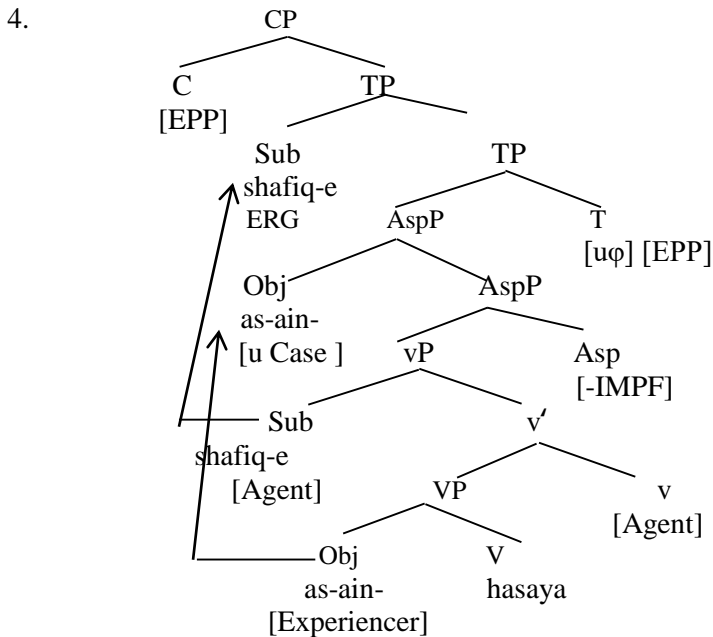 4.
CP
C TP
[EPP]
Sub TP
shafiq-e
ERG AspP T
[uφ] [EPP]
Obj AspP
as-ain-
[u Case ] vP Asp
[-IMPF]
Sub v′
shafiq-e
[Agent] VP v
[Agent]
Obj V
as-ain- hasaya
[Experiencer]